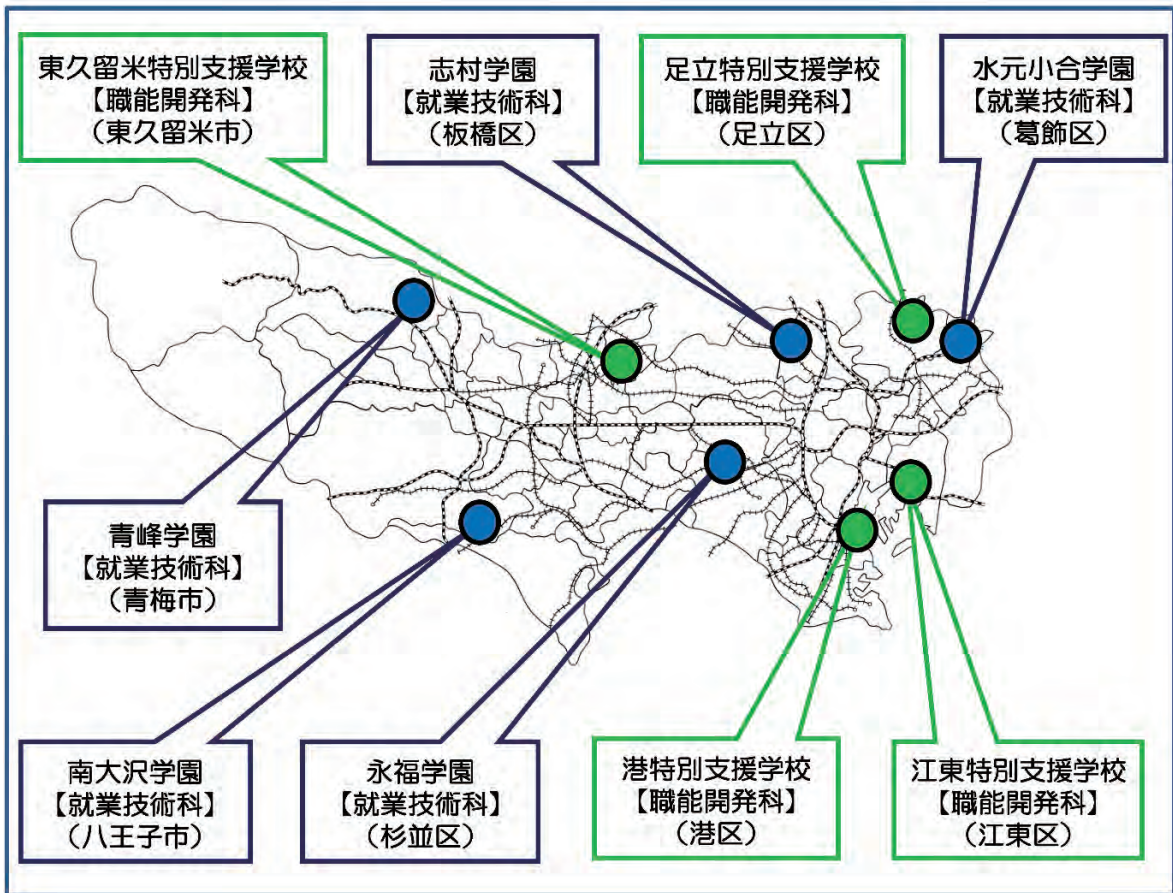 東久留米特別支援学校
【職能開発科】
(東久留米市)
志村学園
【就業技術科】
(板橋区)
足立特別支援学校
【職能開発科】
(足立区)
水元小合学園
【就業技術科】
(葛飾区)
青峰学園
【就業技術科】
(青梅市)
南大沢学園
【就業技術科】
(八王子市)
永福学園
【就業技術科】
(杉並区)
港特別支援学校
【職能開発科】
(港区)
江東特別支援学校
【職能開発科】
(江東区)